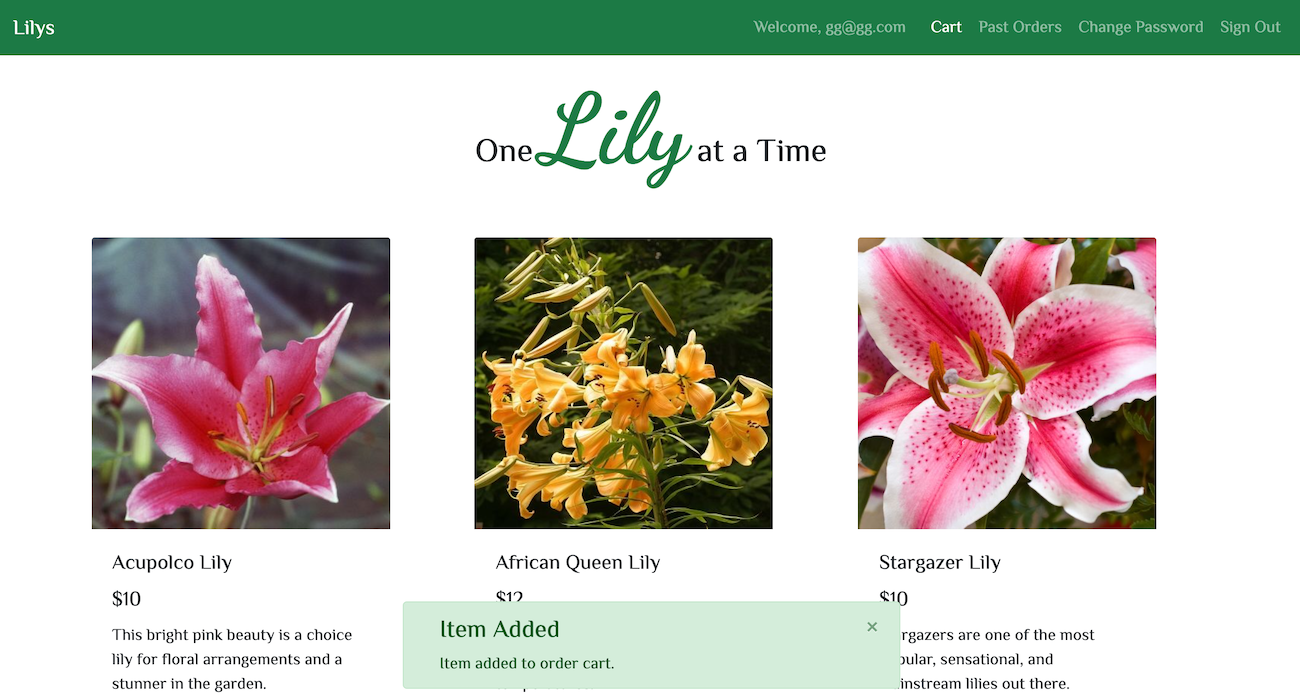 Lilys
Welcome, gg@gg.com Cart Past Orders Change Password Sign Out
One Lily at a Time
Acupolco Lily
$10
This bright pink beauty is a choice
lily for floral arrangements and a
stunner in the garden.
African Queen Lily
$12
Stargazer Lily
$10
rgazers are one of the most
pular, sensational, and
instream lilies out there.
Item Added
×
Item added to order cart.